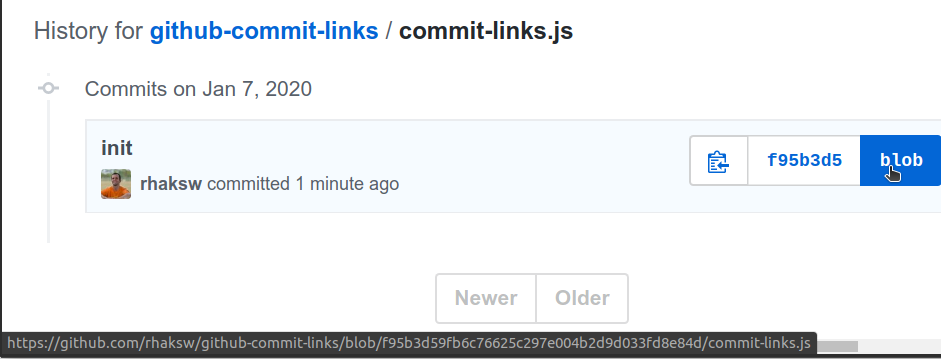 History for github-commit-links / commit-links.js
Commits on Jan 7, 2020
init
f95b3d5
blob
rhaksw committed 1 minute ago
Newer
Older
https://github.com/rhaksw/github-commit-links/blob/f95b3d59fb6c76625c297e004b2d9d033fd8e84d/commit-links.js